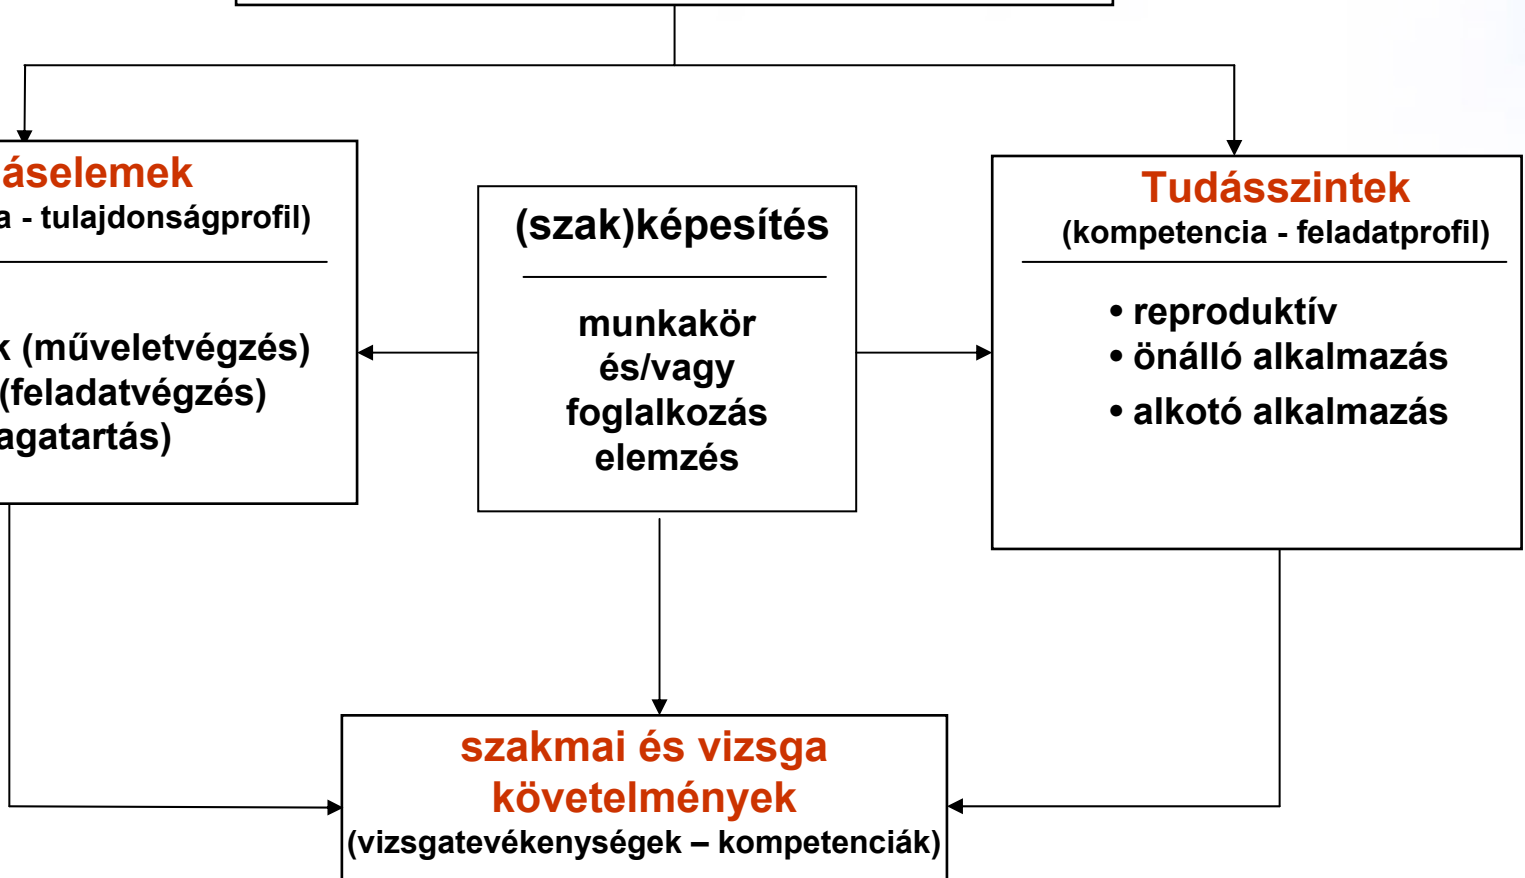 áselemek
a - tulajdonságprofil)
k (műveletvégzés)
(feladatvégzés)
agatartás)
(szak)képesítés
munkakör
és/vagy
foglalkozás
elemzés
Tudásszintek
(kompetencia - feladatprofil)
• reproduktív
• önálló alkalmazás
• alkotó alkalmazás
szakmai és vizsga
követelmények
(vizsgatevékenységek – kompetenciák)